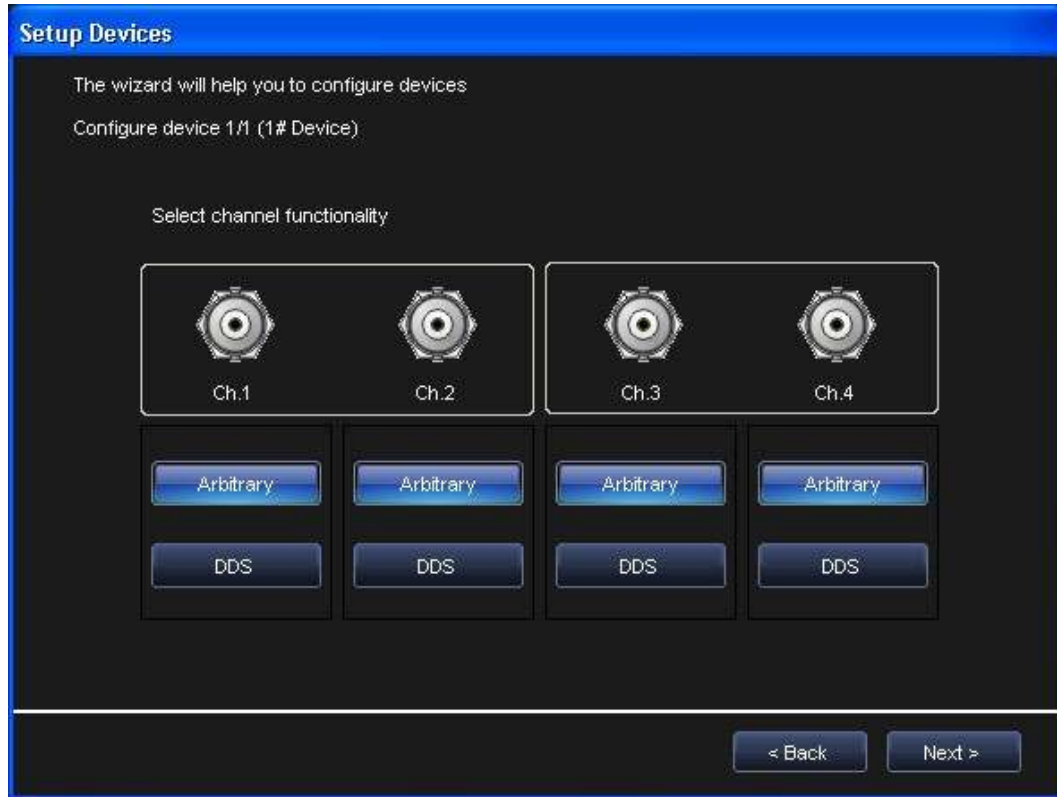 Setup Devices
The wizard will help you to configure devices
Configure device 1/1 (1# Device)
Select channel functionality
Ch.1 Ch.2 Ch.3 Ch.4
Arbitrary Arbitrary Arbitrary Arbitrary
DDS DDS DDS DDS
< Back Next >